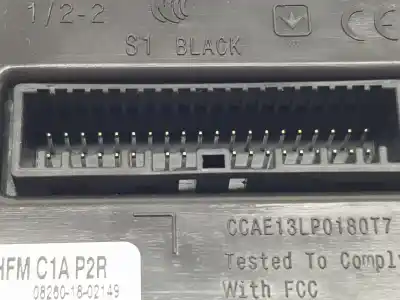 1/2-2
S1 BLACK
CCAE13LP0180T7
HFM C1A P2R
08260-18-02149
Tested To Comply
With FCC